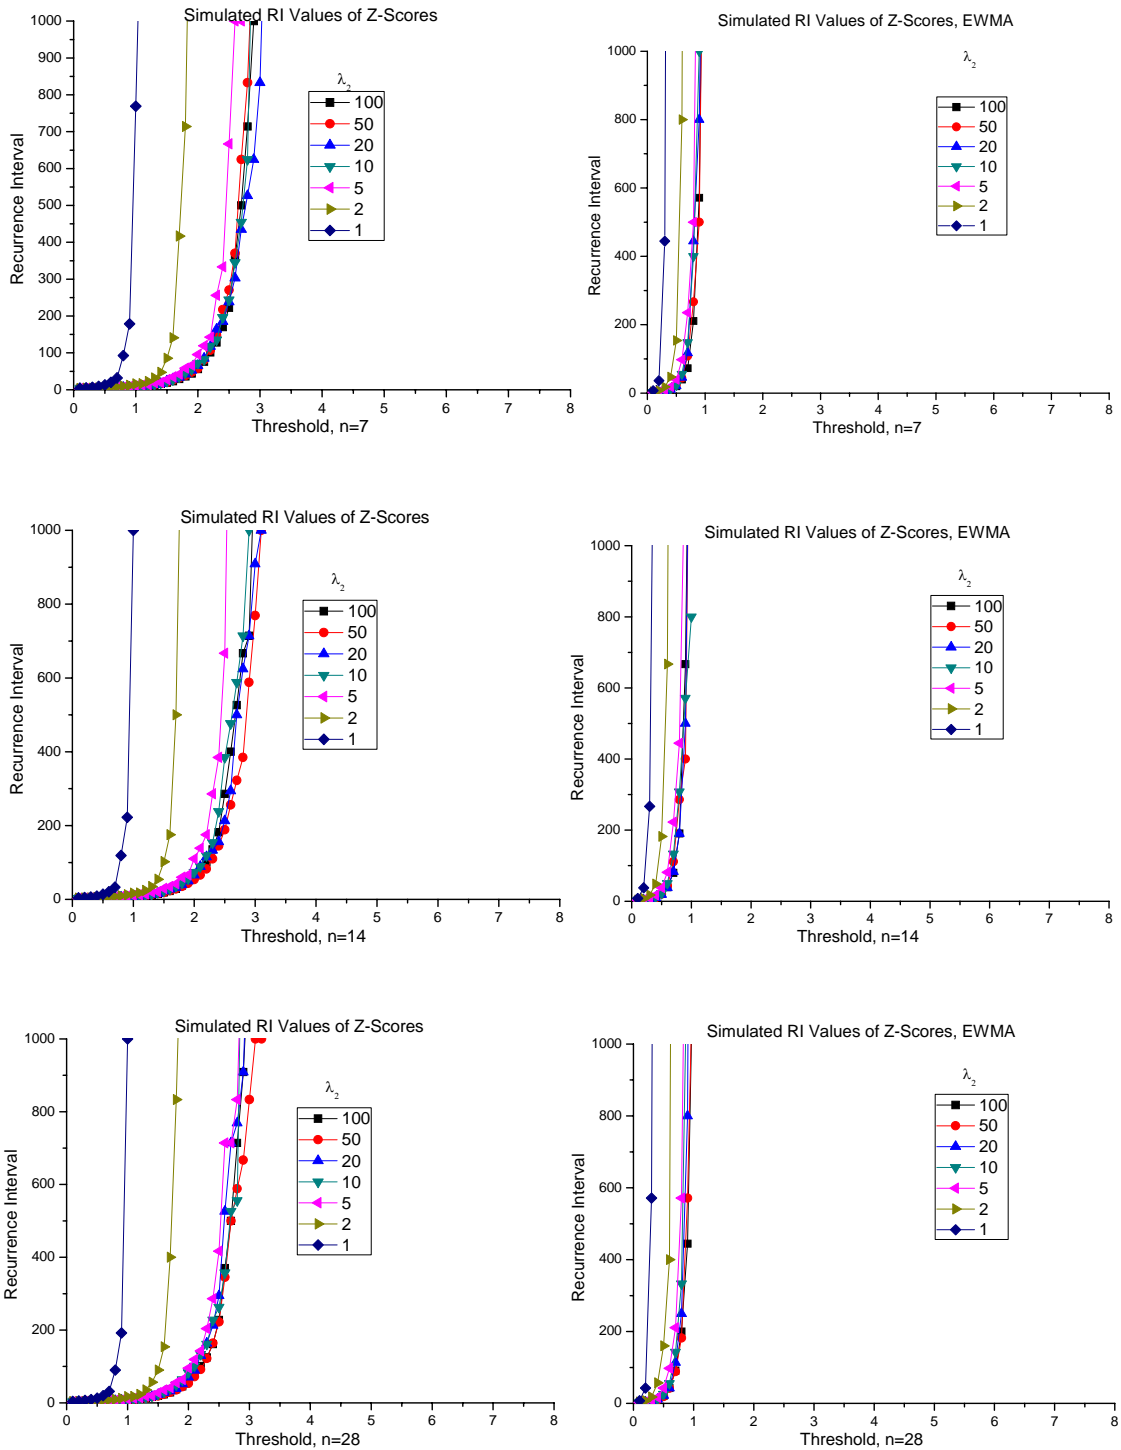 Simulated RI Values of Z-Scores
1000
900
800
700
600
500
400
300
200
100
0
Recurrence Interval
λ2
100
50
20
10
5
2
1
0 1 2 3 4 5 6 7 8
Threshold, n=7
Simulated RI Values of Z-Scores, EWMA
1000
800
600
400
200
0
Recurrence Interval
λ2
100
50
20
10
5
2
1
0 1 2 3 4 5 6 7 8
Threshold, n=7
Simulated RI Values of Z-Scores
1000
800
600
400
200
0
Recurrence Interval
λ2
100
50
20
10
5
2
1
0 1 2 3 4 5 6 7 8
Threshold, n=14
Simulated RI Values of Z-Scores, EWMA
1000
800
600
400
200
0
Recurrence Interval
λ2
100
50
20
10
5
2
1
0 1 2 3 4 5 6 7 8
Threshold, n=14
Simulated RI Values of Z-Scores
1000
800
600
400
200
0
Recurrence Interval
λ2
100
50
20
10
5
2
1
0 1 2 3 4 5 6 7 8
Threshold, n=28
Simulated RI Values of Z-Scores, EWMA
1000
800
600
400
200
0
Recurrence Interval
λ2
100
50
20
10
5
2
1
0 1 2 3 4 5 6 7 8
Threshold, n=28